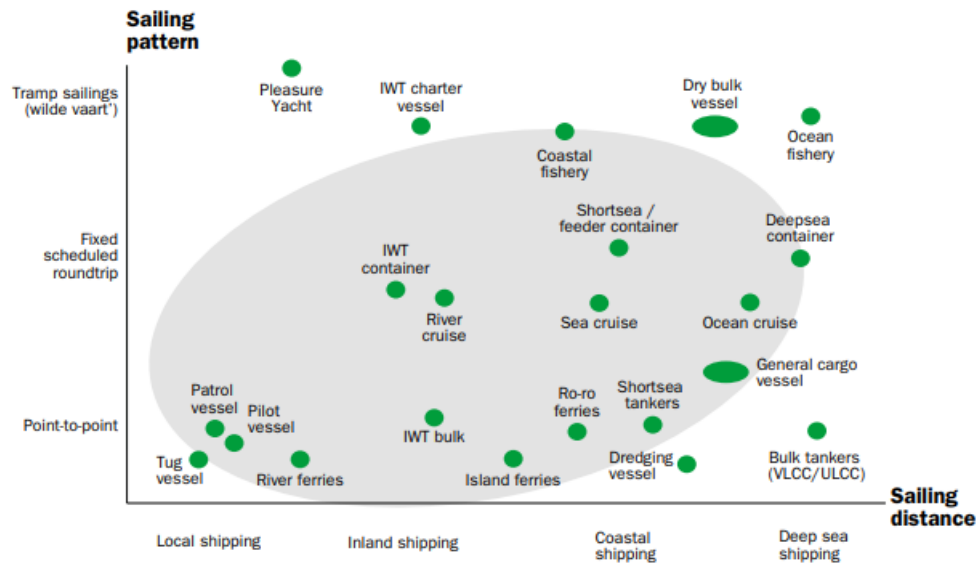 Sailing
pattern
Tramp sailings
(wilde vaart')
Pleasure
Yacht
IWT charter
vessel
Dry bulk
vessel
Ocean
fishery
Coastal
fishery
Fixed
scheduled
roundtrip
Shortsea /
feeder container
Deepsea
container
IWT
container
River
cruise
Sea cruise
Ocean cruise
General cargo
vessel
Point-to-point
Patrol
vessel
Pilot
vessel
Ro-ro
ferries
Shortsea
tankers
IWT bulk
Tug
vessel
River ferries
Island ferries
Dredging
vessel
Bulk tankers
(VLCC/ULCC)
Sailing
distance
Local shipping
Inland shipping
Coastal
shipping
Deep sea
shipping